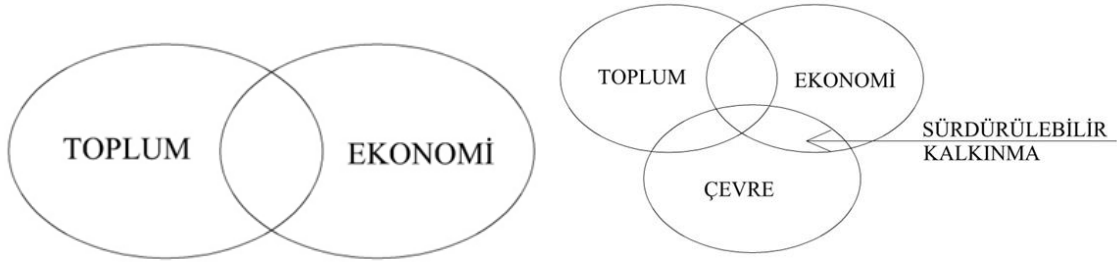 TOPLUM
EKONOMİ
TOPLUM
EKONOMİ
SÜRDÜRÜLEBİLİR
KALKINMA
ÇEVRE